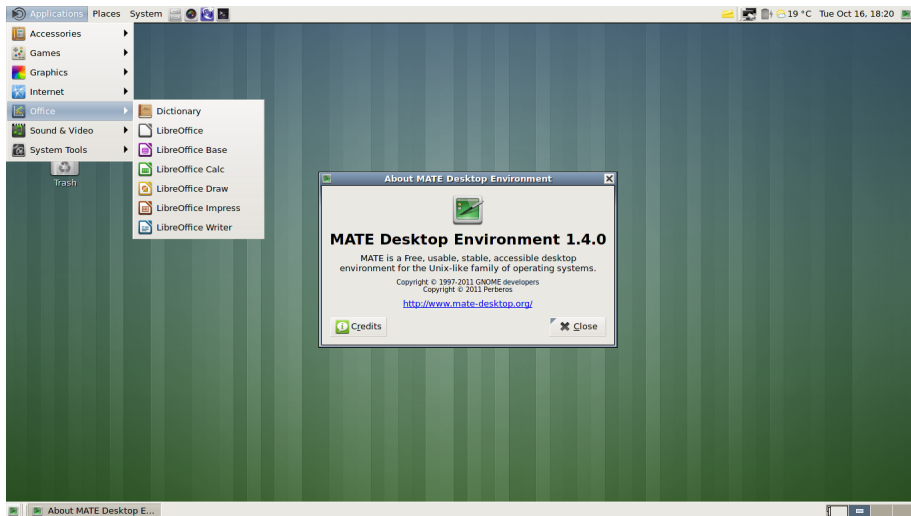 Applications Places System
19 °C Tue Oct 16, 18:20
Accessories
Games
Graphics
Internet
Office
Sound & Video
System Tools
Dictionary
LibreOffice
LibreOffice Base
LibreOffice Calc
LibreOffice Draw
LibreOffice Impress
LibreOffice Writer
Trash
About MATE Desktop Environment
MATE Desktop Environment 1.4.0
MATE is a Free, usable, stable, accessible desktop
environment for the Unix-like family of operating systems.
Copyright © 1997-2011 GNOME developers
Copyright © 2011 Perberos
http://www.mate-desktop.org/
Credits
Close
About MATE Desktop E...